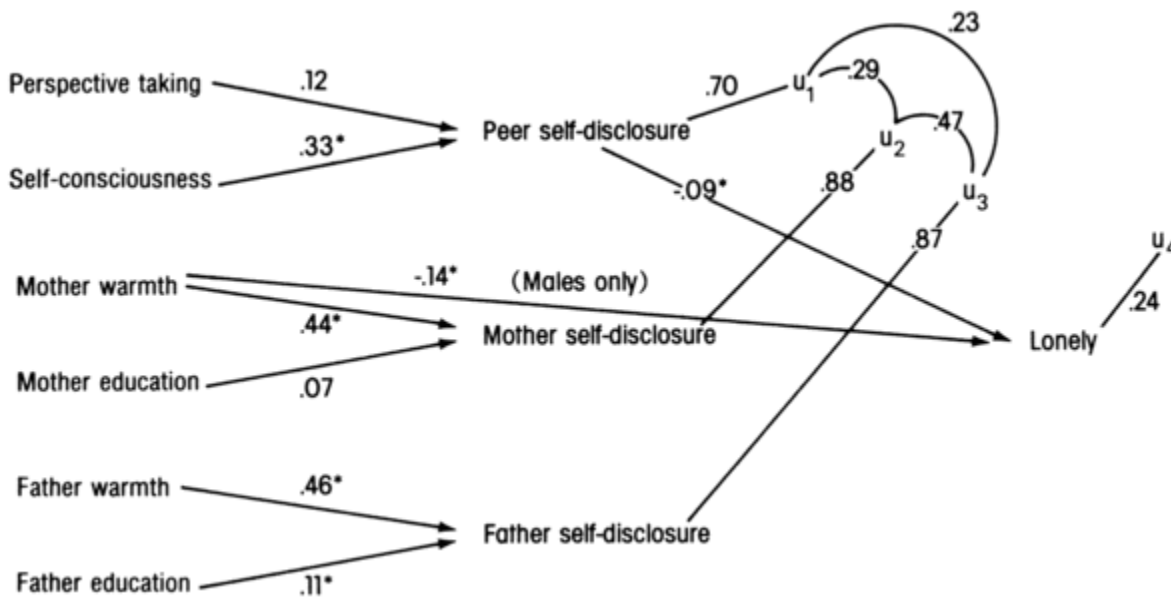 .23
Perspective taking
.12
.70
u1
.29
Peer self-disclosure
.47
.33*
u2
Self-consciousness
-.09*
.88
u3
.87
u4
Mother warmth
-.14*
(Males only)
.24
.44*
Mother self-disclosure
Lonely
Mother education
.07
Father warmth
.46*
Father self-disclosure
Father education
.11*